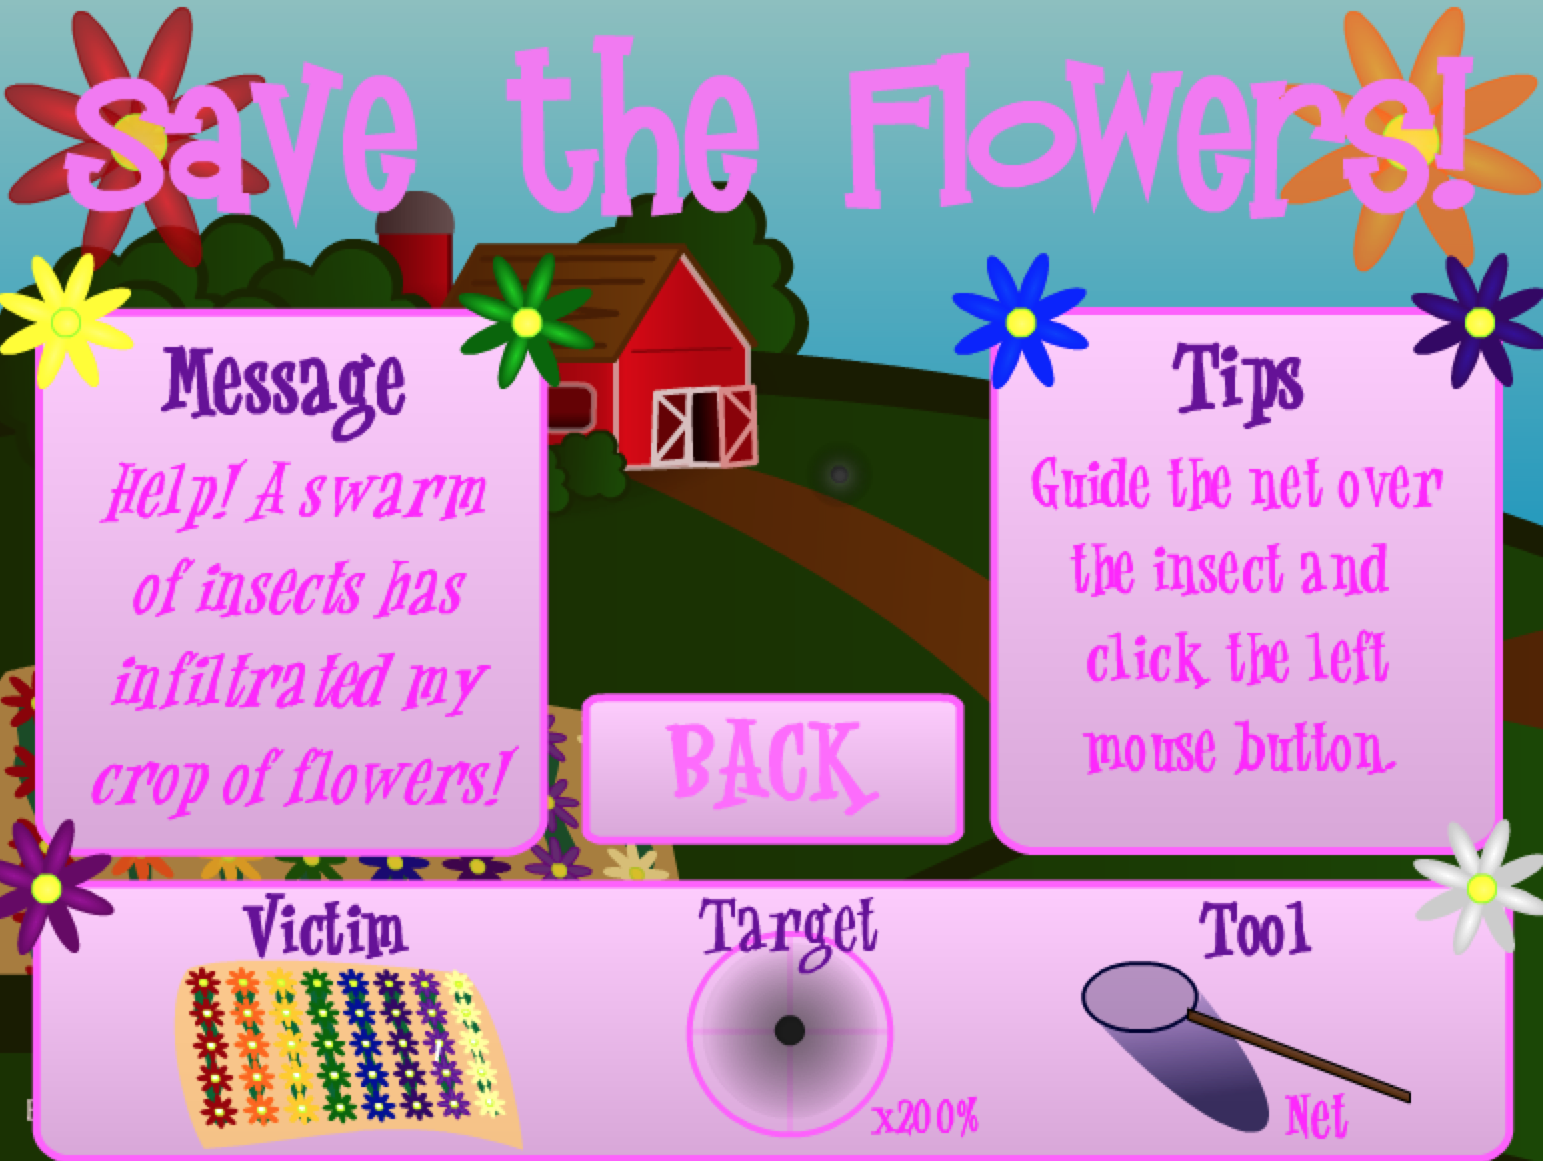 Save the Flowers!
Message
Help! A swarm
of insects has
infiltrated my
crop of flowers!
Tips
Guide the net over
the insect and
click the left
mouse button.
BACK
Victim
Target
x200%
Tool
Net